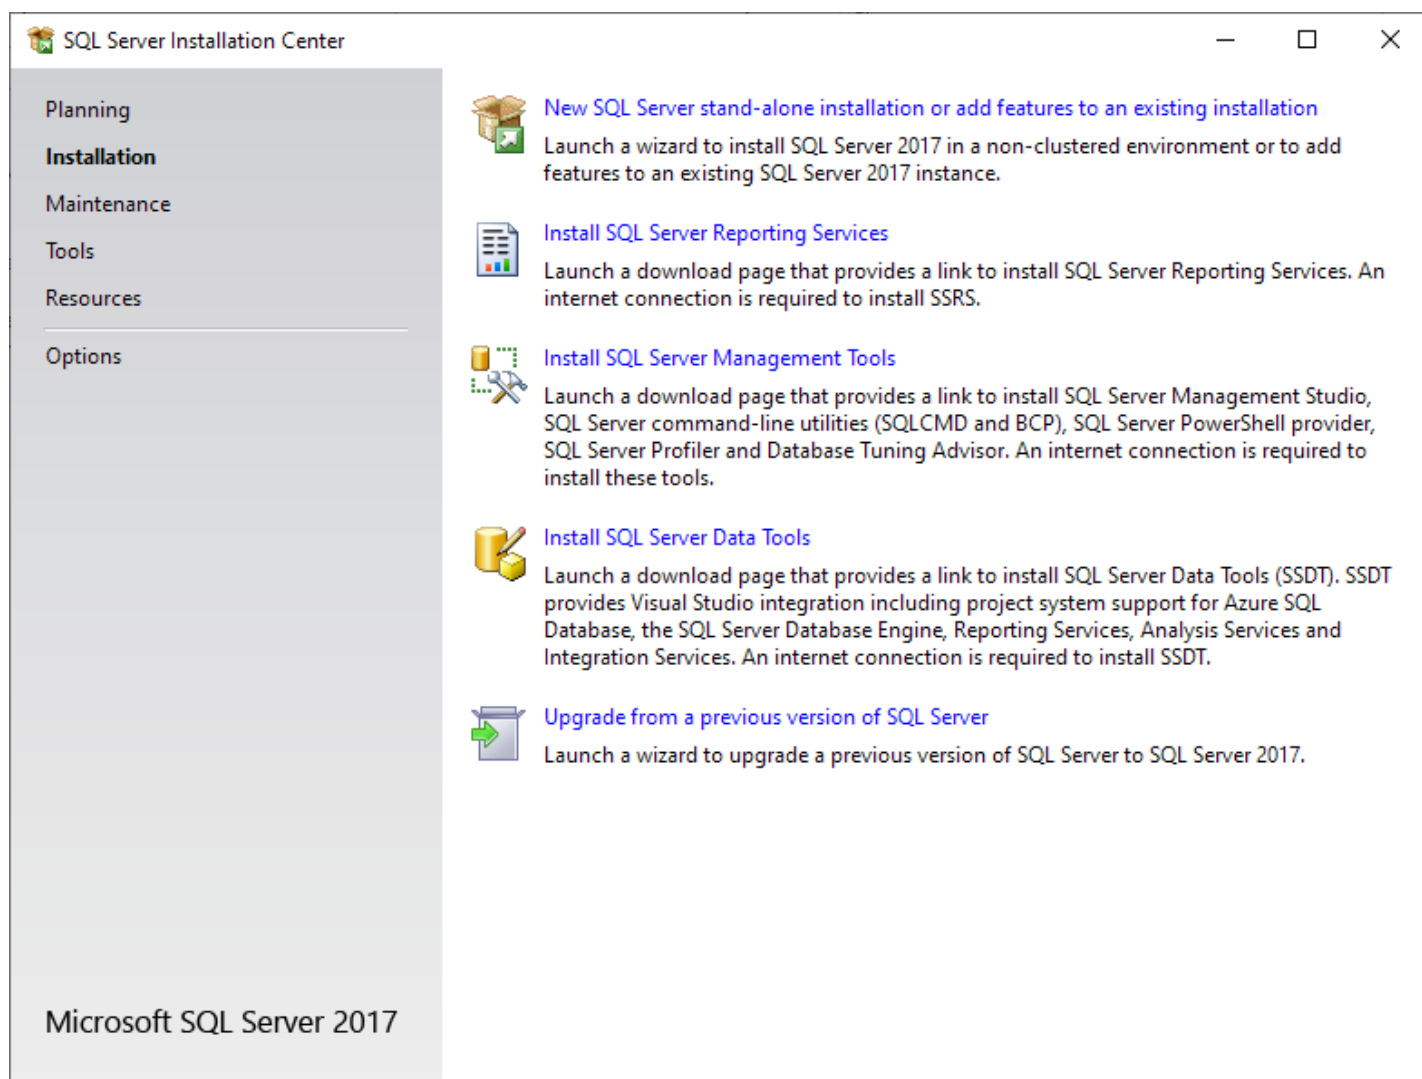 SQL Server Installation Center
Planning
Installation
Maintenance
Tools
Resources
Options
Microsoft SQL Server 2017
New SQL Server stand-alone installation or add features to an existing installation
Launch a wizard to install SQL Server 2017 in a non-clustered environment or to add
features to an existing SQL Server 2017 instance.
Install SQL Server Reporting Services
Launch a download page that provides a link to install SQL Server Reporting Services. An
internet connection is required to install SSRS.
Install SQL Server Management Tools
Launch a download page that provides a link to install SQL Server Management Studio,
SQL Server command-line utilities (SQLCMD and BCP), SQL Server PowerShell provider,
SQL Server Profiler and Database Tuning Advisor. An internet connection is required to
install these tools.
Install SQL Server Data Tools
Launch a download page that provides a link to install SQL Server Data Tools (SSDT). SSDT
provides Visual Studio integration including project system support for Azure SQL
Database, the SQL Server Database Engine, Reporting Services, Analysis Services and
Integration Services. An internet connection is required to install SSDT.
Upgrade from a previous version of SQL Server
Launch a wizard to upgrade a previous version of SQL Server to SQL Server 2017.